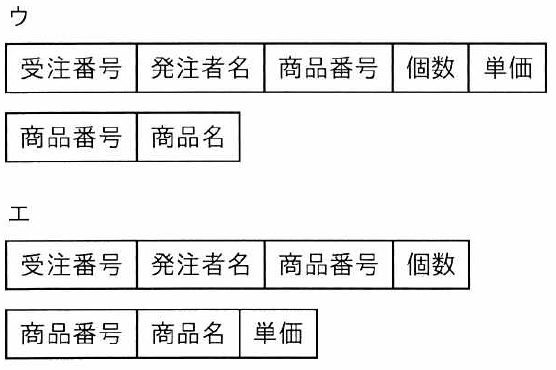 ウ
受注番号 発注者名 商品番号 個数 単価
商品番号 商品名
エ
受注番号 発注者名 商品番号 個数
商品番号 商品名 単価